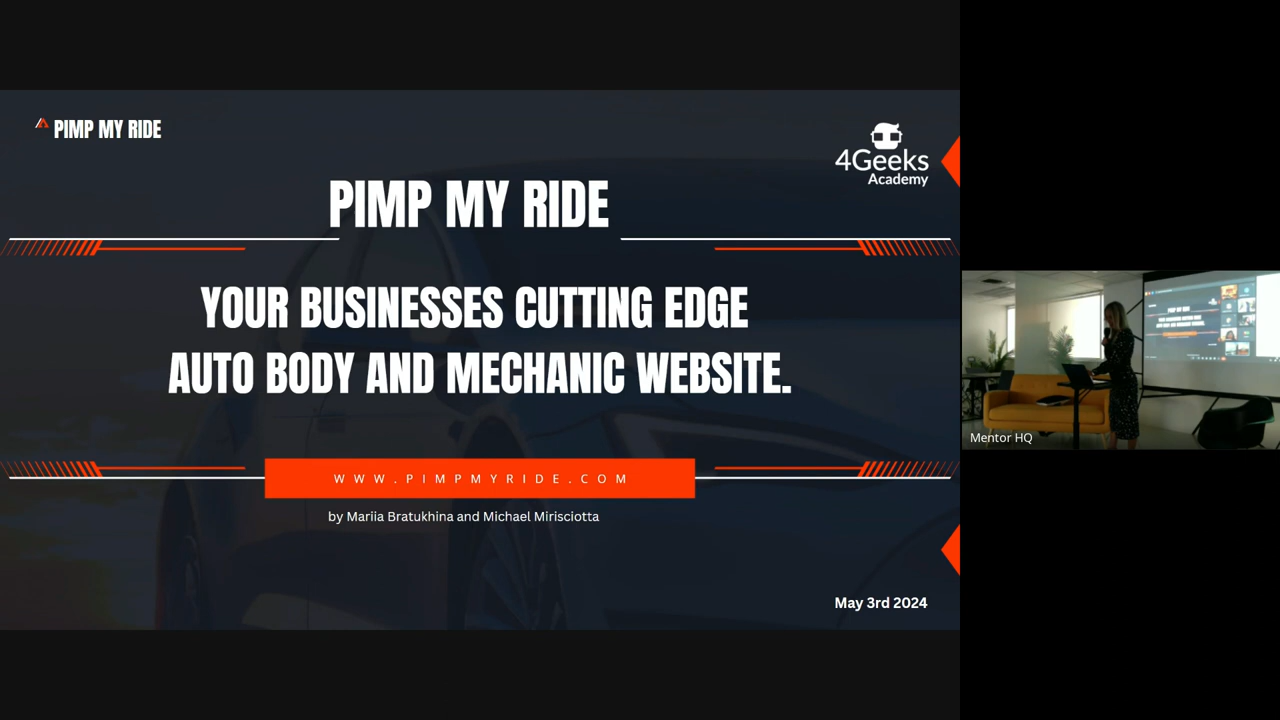 PIMP MY RIDE
4Geeks
Academy
PIMP MY RIDE
YOUR BUSINESSES CUTTING EDGE
AUTO BODY AND MECHANIC WEBSITE.
WWW.PIMPMYRIDE.COM
by Mariia Bratukhina and Michael Mirisciotta
May 3rd 2024
Mentor HQ